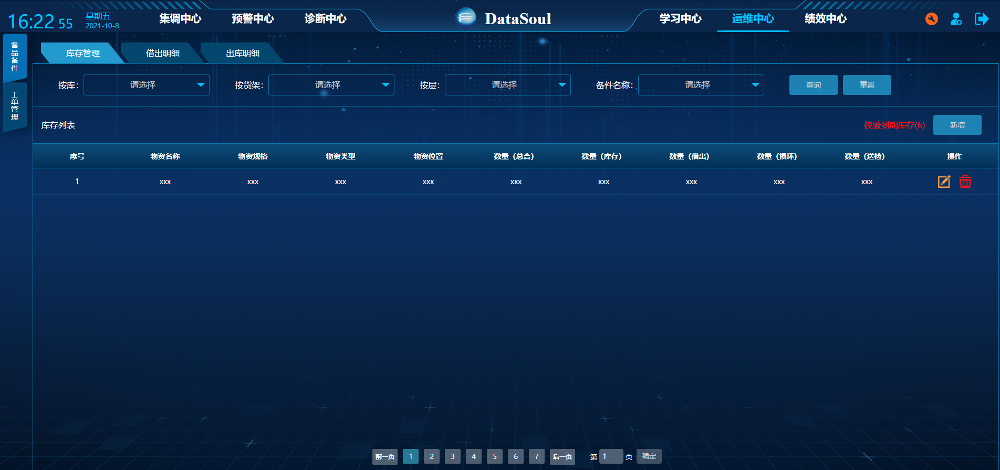 16:22 55
星期五
2021-10-8
集调中心 预警中心 诊断中心
DataSoul
学习中心 运维中心 绩效中心
备品备件
工单管理
库存管理 借出明细 出库明细
按库： 请选择 按货架： 请选择 按层： 请选择 备件名称： 请选择 查询 重置
库存列表 校验到期库存(6) 新增
序号 物资名称 物资规格 物资类型 物资位置 数量（总合） 数量（库存） 数量（借出） 数量（损坏） 数量（送检） 操作
1 xxx xxx xxx xxx xxx xxx xxx xxx xxx
前一页 1 2 3 4 5 6 7 后一页 第 1 页 确定